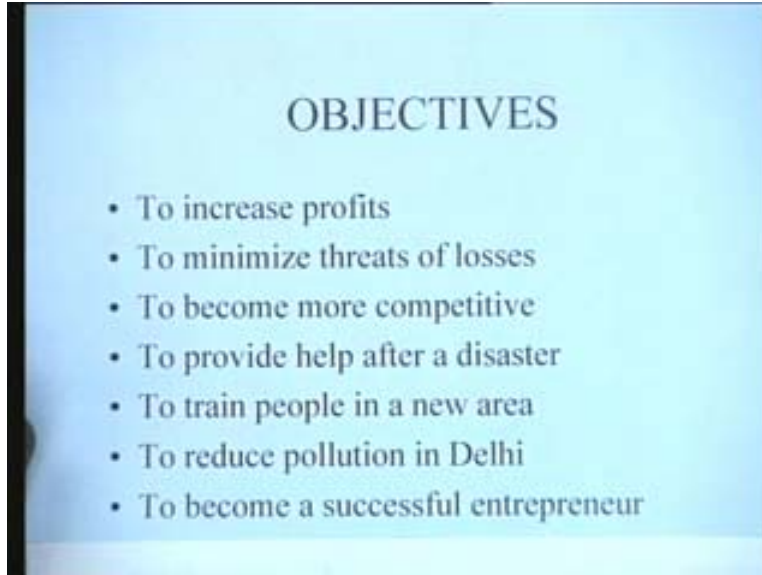 OBJECTIVES
• To increase profits
• To minimize threats of losses
• To become more competitive
• To provide help after a disaster
• To train people in a new area
• To reduce pollution in Delhi
• To become a successful entrepreneur